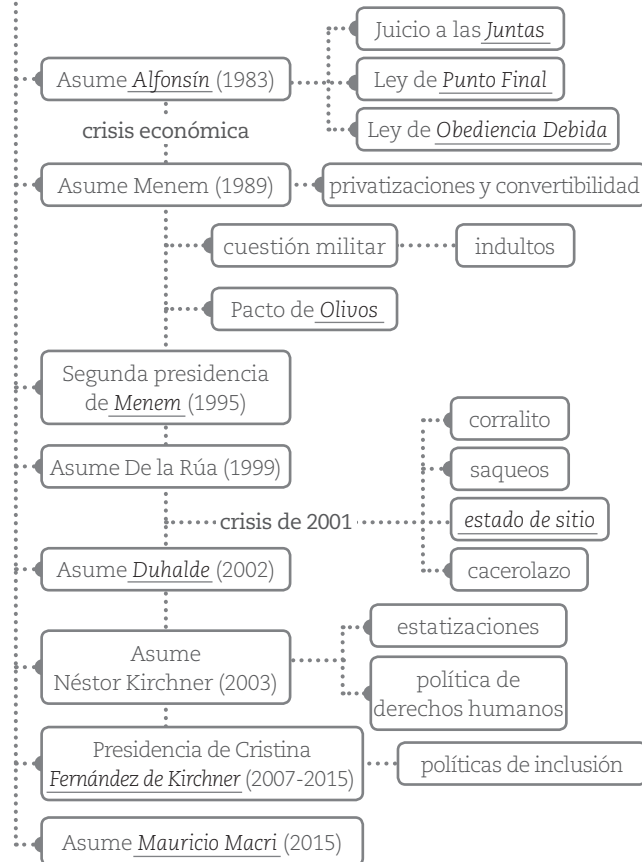 Juicio a las Juntas
Asume Alfonsín (1983)
Ley de Punto Final
Ley de Obediencia Debida
crisis económica
Asume Menem (1989)
privatizaciones y convertibilidad
cuestión militar
indultos
Pacto de Olivos
Segunda presidencia
de Menem (1995)
Asume De la Rúa (1999)
crisis de 2001
corralito
saqueos
estado de sitio
cacerolazo
Asume Duhalde (2002)
Asume
Néstor Kirchner (2003)
estatizaciones
política de
derechos humanos
Presidencia de Cristina
Fernández de Kirchner (2007-2015)
políticas de inclusión
Asume Mauricio Macri (2015)